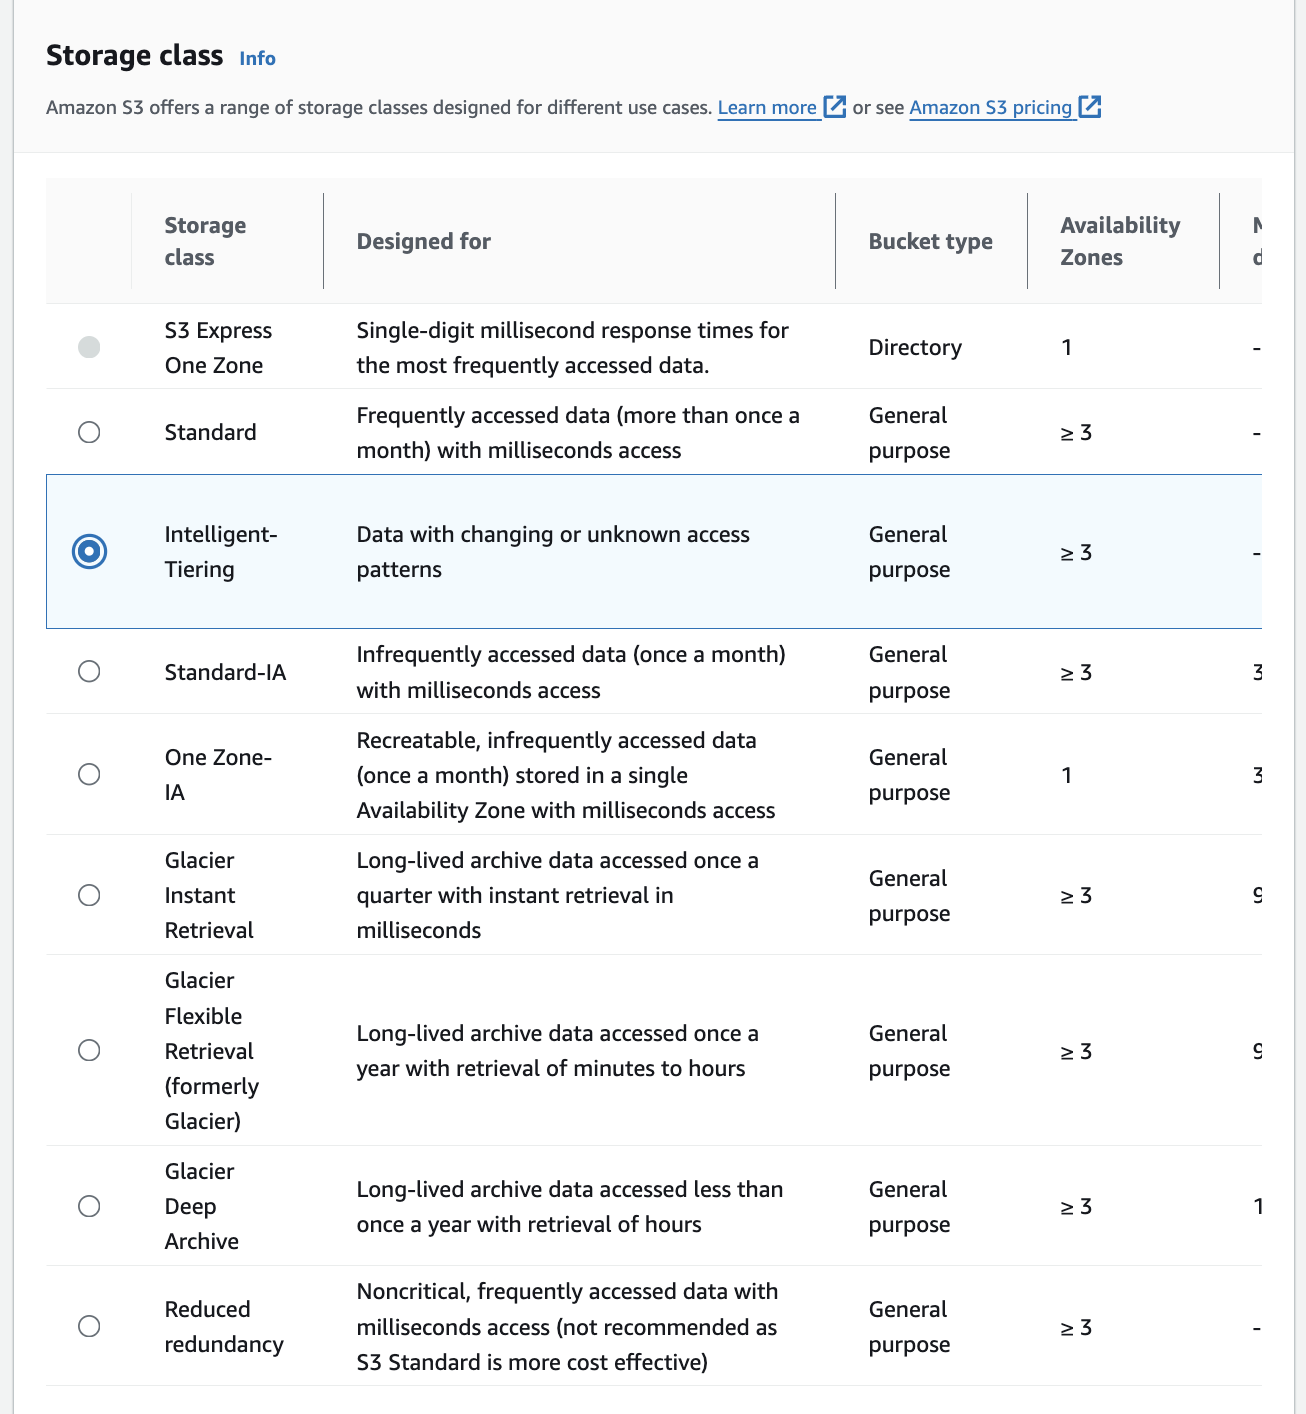 Storage class Info
Amazon S3 offers a range of storage classes designed for different use cases. Learn more or see Amazon S3 pricing
Storage
class
Designed for
Bucket type
Availability
Zones
S3 Express
One Zone
Single-digit millisecond response times for
the most frequently accessed data.
Directory
1
-
Standard
Frequently accessed data (more than once a
month) with milliseconds access
General
purpose
≥ 3
-
Intelligent-
Tiering
Data with changing or unknown access
patterns
General
purpose
≥ 3
-
Standard-IA
Infrequently accessed data (once a month)
with milliseconds access
General
purpose
≥ 3
One Zone-
IA
Recreatable, infrequently accessed data
(once a month) stored in a single
Availability Zone with milliseconds access
General
purpose
1
Glacier
Instant
Retrieval
Long-lived archive data accessed once a
quarter with instant retrieval in
milliseconds
General
purpose
≥ 3
Glacier
Flexible
Retrieval
(formerly
Glacier)
Long-lived archive data accessed once a
year with retrieval of minutes to hours
General
purpose
≥ 3
Glacier
Deep
Archive
Long-lived archive data accessed less than
once a year with retrieval of hours
General
purpose
≥ 3
Reduced
redundancy
Noncritical, frequently accessed data with
milliseconds access (not recommended as
S3 Standard is more cost effective)
General
purpose
≥ 3
-